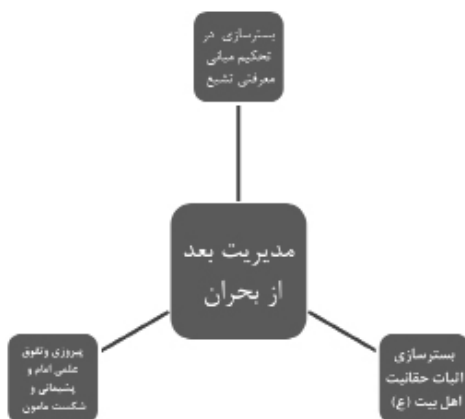 بسترسازی در
تحکیم مبانی
معرفتی تشیع
مدیریت بعد
از بحران
بسترسازی
اثبات حقانیت
اهل بیت (ع)
پیروزی وتفوق
علمی امام و
پشیمانی و
شکست مامون